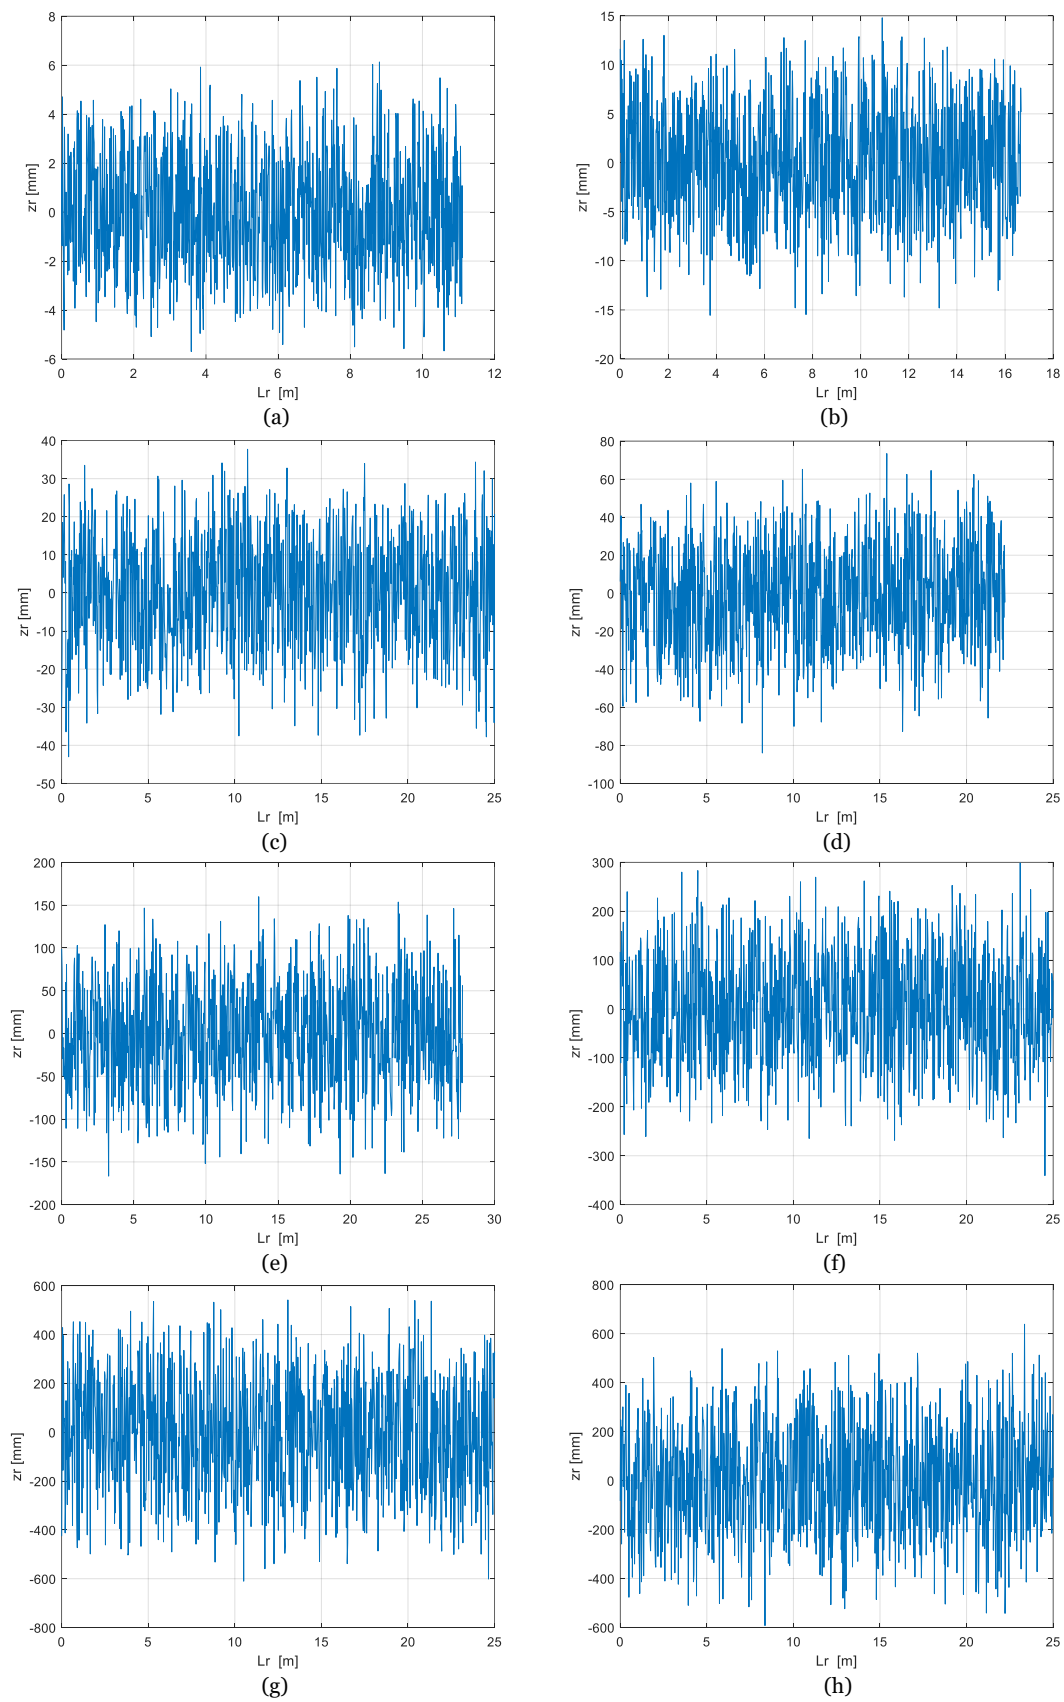 8
6
4
2
0
-2
-4
-6
0 2 4 6 8 10 12
zr [mm]
Lr [m]
(a)
15
10
5
0
-5
-10
-15
-20
0 2 4 6 8 10 12 14 16 18
zr [mm]
Lr [m]
(b)
40
30
20
10
0
-10
-20
-30
-40
-50
0 5 10 15 20 25
zr [mm]
Lr [m]
(c)
80
60
40
20
0
-20
-40
-60
-80
-100
0 5 10 15 20 25
zr [mm]
Lr [m]
(d)
200
150
100
50
0
-50
-100
-150
-200
0 5 10 15 20 25 30
zr [mm]
Lr [m]
(e)
300
200
100
0
-100
-200
-300
-400
0 5 10 15 20 25
zr [mm]
Lr [m]
(f)
600
400
200
0
-200
-400
-600
-800
0 5 10 15 20 25
zr [mm]
Lr [m]
(g)
800
600
400
200
0
-200
-400
-600
0 5 10 15 20 25
zr [mm]
Lr [m]
(h)